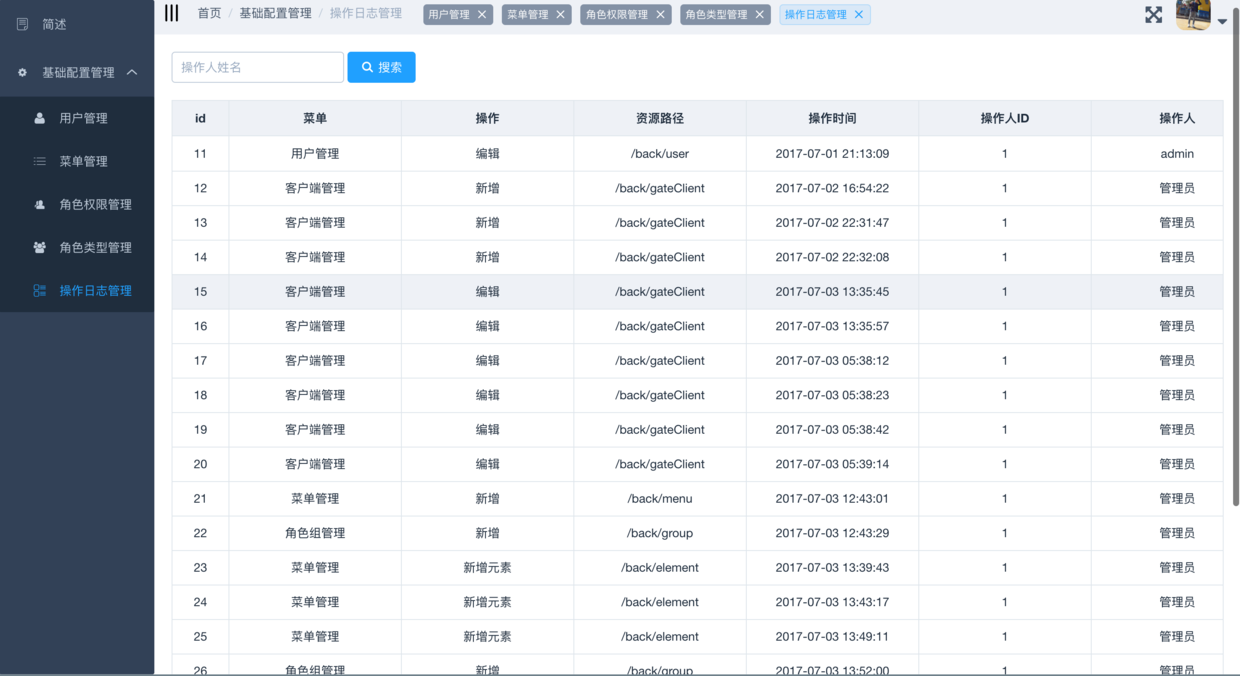 简述
基础配置管理
用户管理
菜单管理
角色权限管理
角色类型管理
操作日志管理
首页 / 基础配置管理 / 操作日志管理
用户管理 菜单管理 角色权限管理 角色类型管理 操作日志管理
操作人姓名 搜索
id 菜单 操作 资源路径 操作时间 操作人ID 操作人
11 用户管理 编辑 /back/user 2017-07-01 21:13:09 1 admin
12 客户端管理 新增 /back/gateClient 2017-07-02 16:54:22 1 管理员
13 客户端管理 新增 /back/gateClient 2017-07-02 22:31:47 1 管理员
14 客户端管理 新增 /back/gateClient 2017-07-02 22:32:08 1 管理员
15 客户端管理 编辑 /back/gateClient 2017-07-03 13:35:45 1 管理员
16 客户端管理 编辑 /back/gateClient 2017-07-03 13:35:57 1 管理员
17 客户端管理 编辑 /back/gateClient 2017-07-03 05:38:12 1 管理员
18 客户端管理 编辑 /back/gateClient 2017-07-03 05:38:23 1 管理员
19 客户端管理 编辑 /back/gateClient 2017-07-03 05:38:42 1 管理员
20 客户端管理 编辑 /back/gateClient 2017-07-03 05:39:14 1 管理员
21 菜单管理 新增 /back/menu 2017-07-03 12:43:01 1 管理员
22 角色组管理 新增 /back/group 2017-07-03 12:43:29 1 管理员
23 菜单管理 新增元素 /back/element 2017-07-03 13:39:43 1 管理员
24 菜单管理 新增元素 /back/element 2017-07-03 13:43:17 1 管理员
25 菜单管理 新增元素 /back/element 2017-07-03 13:49:11 1 管理员
26 角色组管理 新增 /back/group 2017-07-03 13:52:00 1 管理员